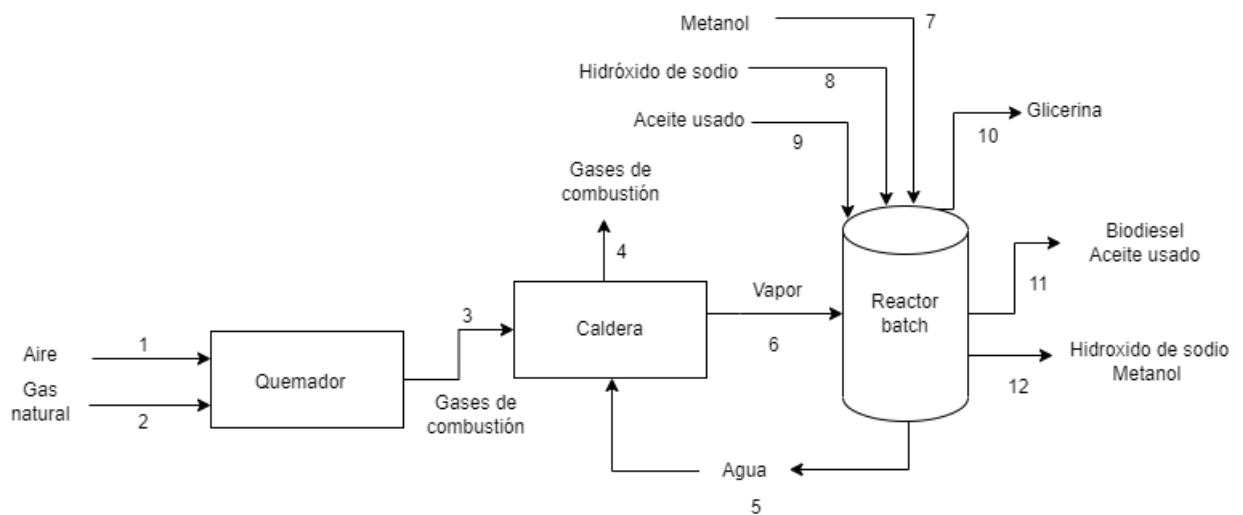 Metanol
7
Hidróxido de sodio
8
Aceite usado
9
10
Glicerina
Gases de
combustión
4
Biodiesel
Aceite usado
11
Vapor
6
Reactor
batch
3
Caldera
Aire
1
Quemador
Gas
natural
2
Gases de
combustión
Hidroxido de sodio
Metanol
12
Agua
5